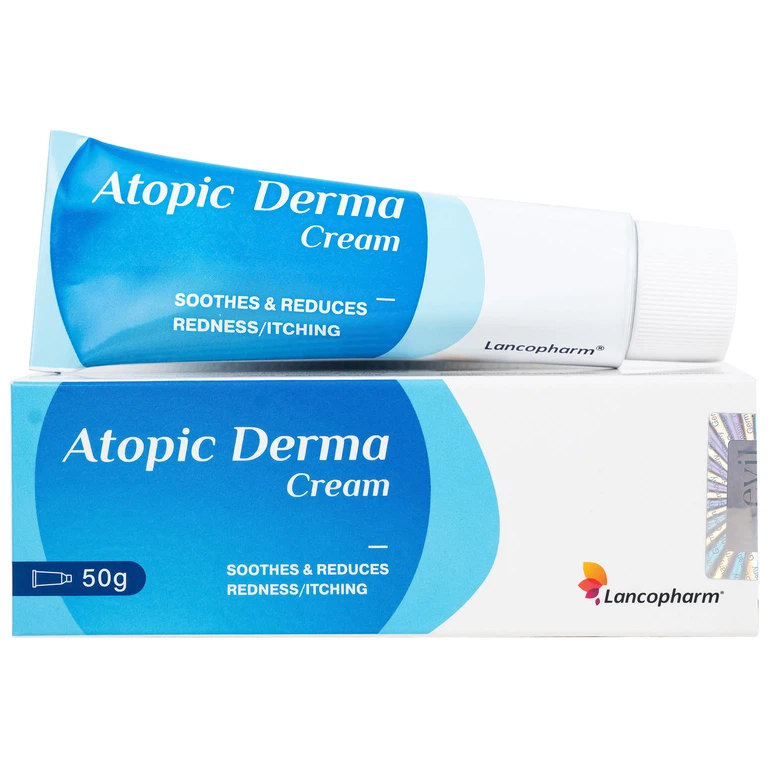 Atopic Derma
Cream
SOOTHES & REDUCES
REDNESS/ITCHING
Lancopharm®
Atopic Derma
Cream
SOOTHES & REDUCES
REDNESS/ITCHING
50g
Lancopharm®